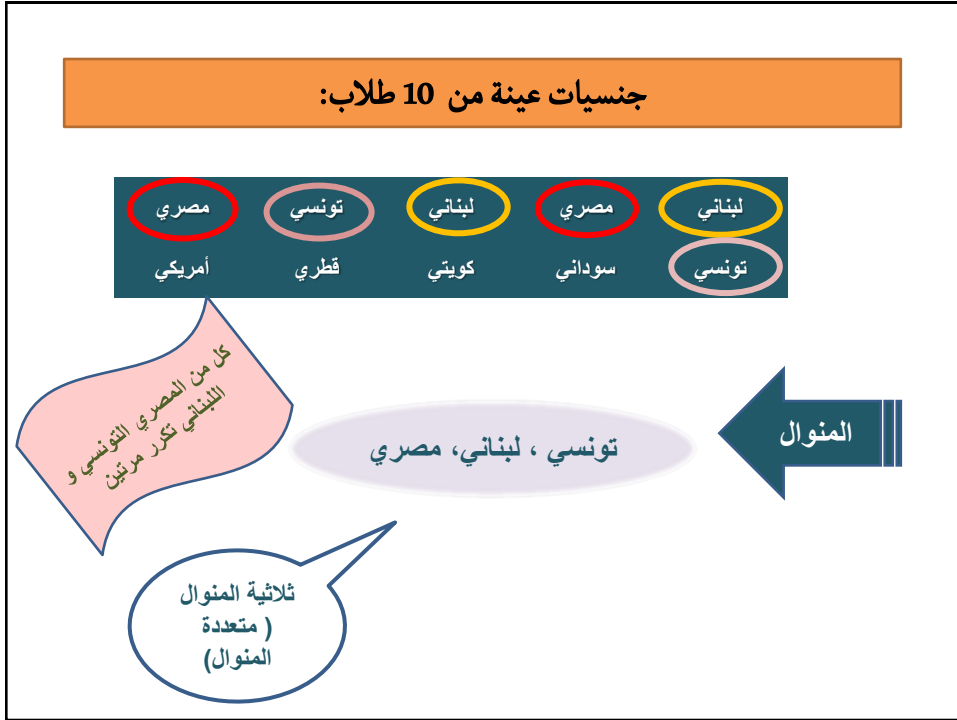 جنسيات عينة من 10 طلاب:
لبناني مصري لبناني تونسي مصري
تونسي سوداني كويتي قطري أمريكي
كل من المصري التونسي و
اللبناني تكرر مرتين
المنوال
تونسي ، لبناني، مصري
ثلاثية المنوال
( متعددة
المنوال)